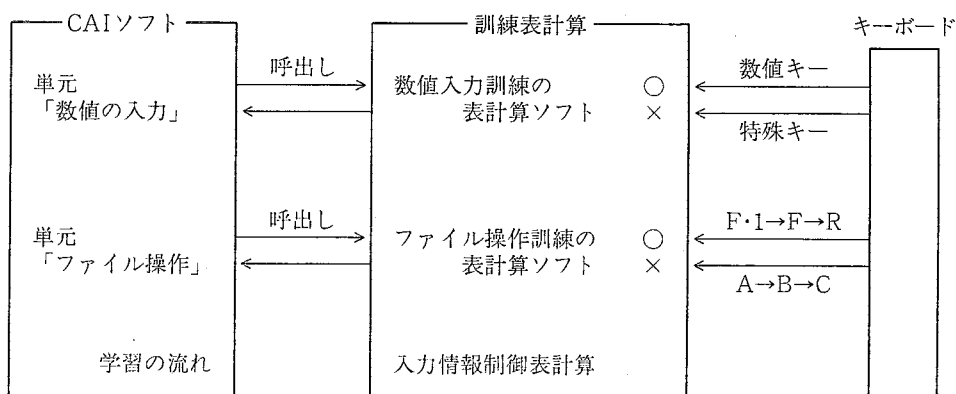 CAIソフト
訓練表計算
キーボード
呼出し
数値キー
単元
「数値の入力」
数値入力訓練の ○
表計算ソフト ×
特殊キー
呼出し
F・1→F→R
単元
「ファイル操作」
ファイル操作訓練の ○
表計算ソフト ×
A→B→C
学習の流れ
入力情報制御表計算